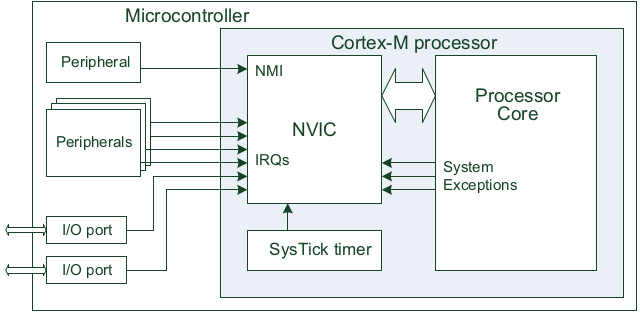 Microcontroller
Cortex-M processor
Peripheral
NMI
Processor
Core
NVIC
Peripherals
IRQs
System
Exceptions
I/O port
SysTick timer
I/O port